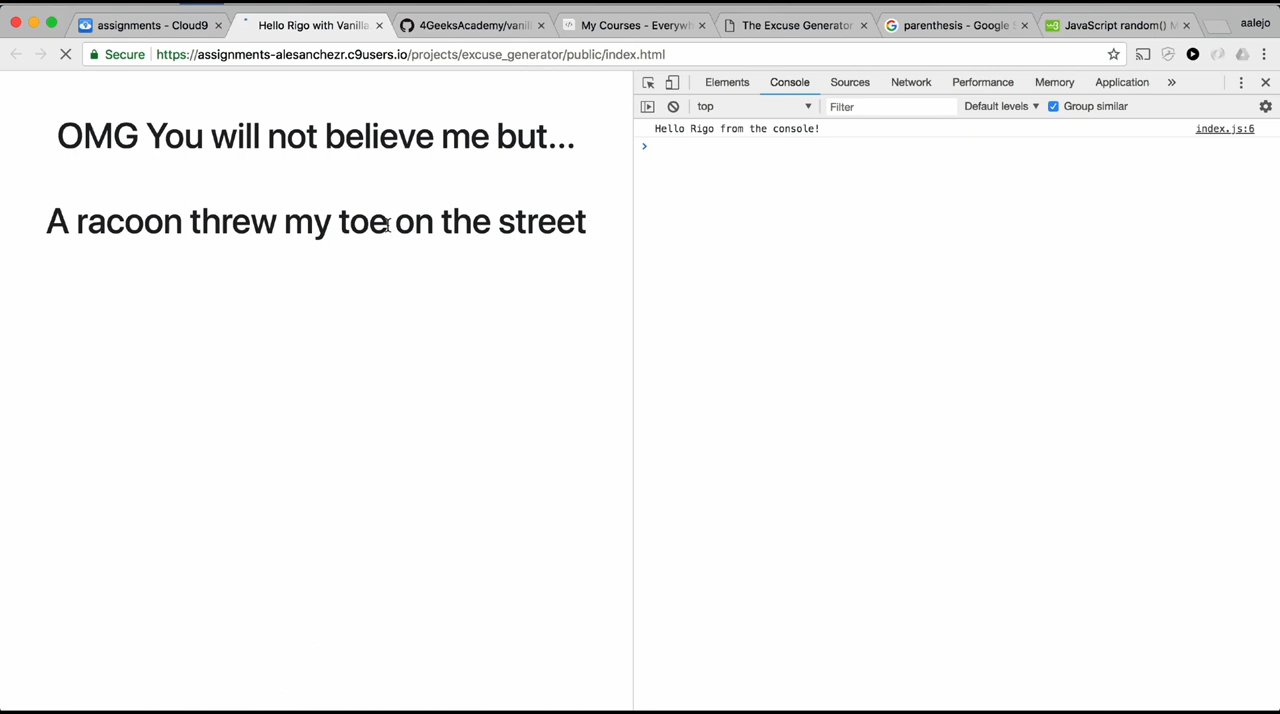 assignments - Cloud9
Hello Rigo with Vanilla
4GeeksAcademy/vanil
My Courses - Everywh
The Excuse Generator
parenthesis - Google S
JavaScript random() M
aalejo
Secure
https://assignments-alesanchezr.c9users.io/projects/excuse_generator/public/index.html
Elements
Console
Sources
Network
Performance
Memory
Application
»
top
Filter
Default levels
Group similar
Hello Rigo from the console!
index.js:6
OMG You will not believe me but...
A racoon threw my toe on the street